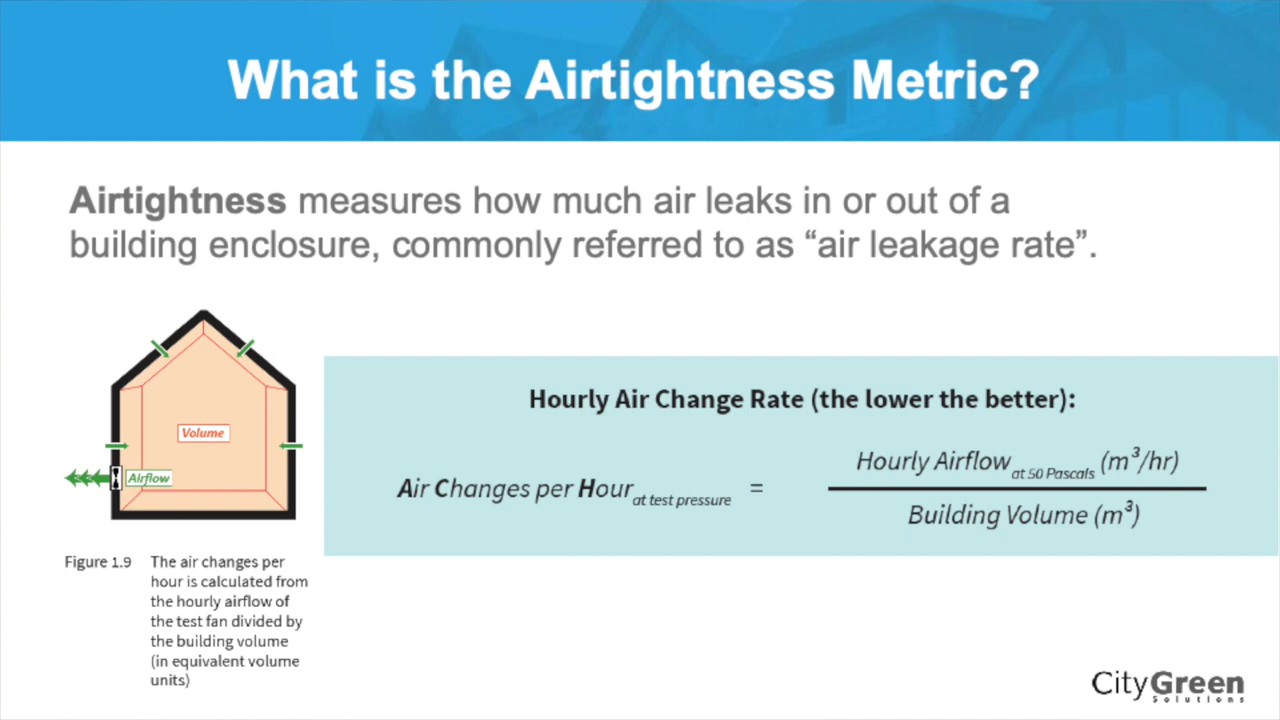 What is the Airtightness Metric?
Airtightness measures how much air leaks in or out of a
building enclosure, commonly referred to as “air leakage rate”.
Volume
Airflow
Figure 1.9 The air changes per
hour is calculated from
the hourly airflow of
the test fan divided by
the building volume
(in equivalent volume
units)
Hourly Air Change Rate (the lower the better):
Air Changes per Hour at test pressure = Hourly Airflow at 50 Pascals (m³/hr)
Building Volume (m³)
CityGreen
Solutions